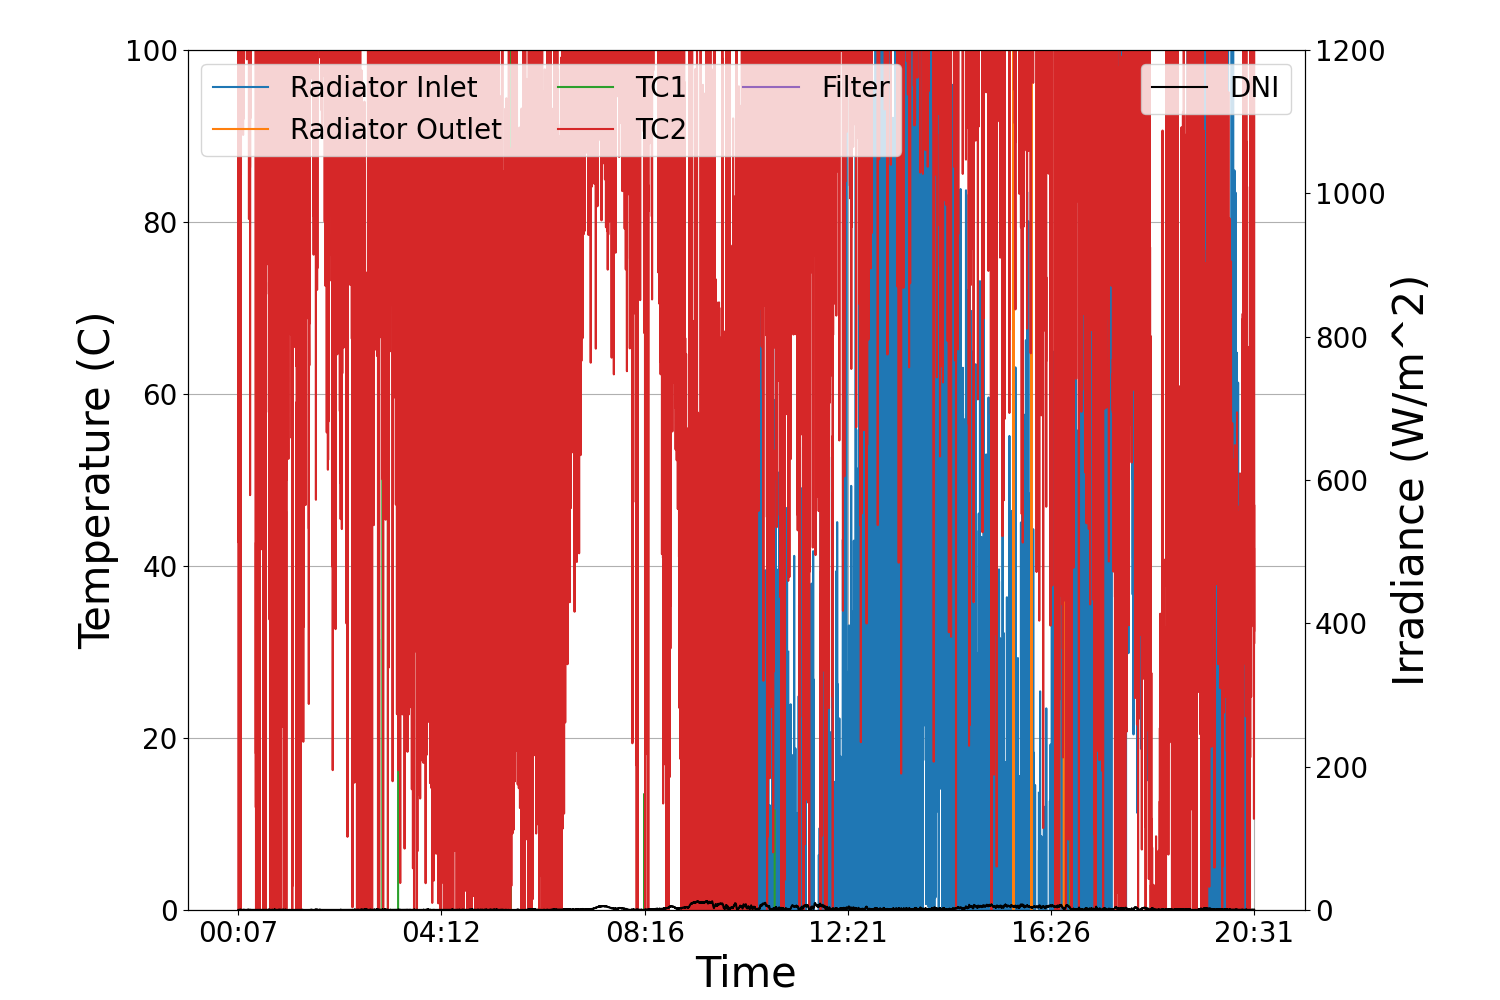 100
80
60
40
20
0
Temperature (C)
Radiator Inlet
Radiator Outlet
TC1
TC2
Filter
DNI
1200
1000
800
600
400
200
0
Irradiance (W/m^2)
00:07
04:12
08:16
12:21
16:26
20:31
Time